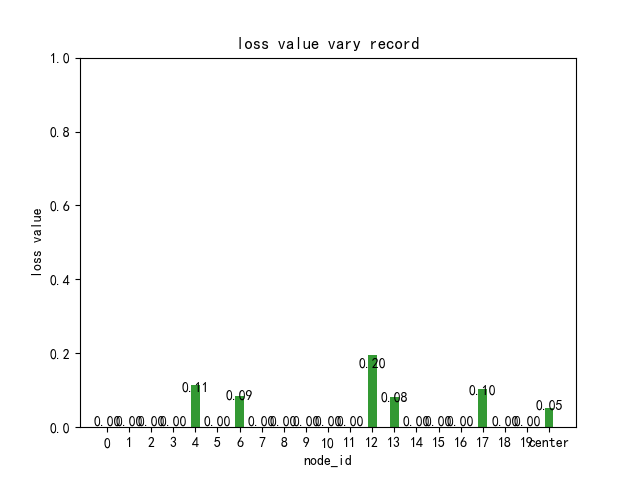 loss value vary record
1.0
0.8
0.6
0.4
0.2
0.0
loss value
0.00 0.00 0.00 0.00 0.11 0.00 0.09 0.00 0.00 0.00 0.00 0.00 0.20 0.08 0.00 0.00 0.00 0.10 0.00 0.00 0.05
0 1 2 3 4 5 6 7 8 9 10 11 12 13 14 15 16 17 18 19 center
node_id